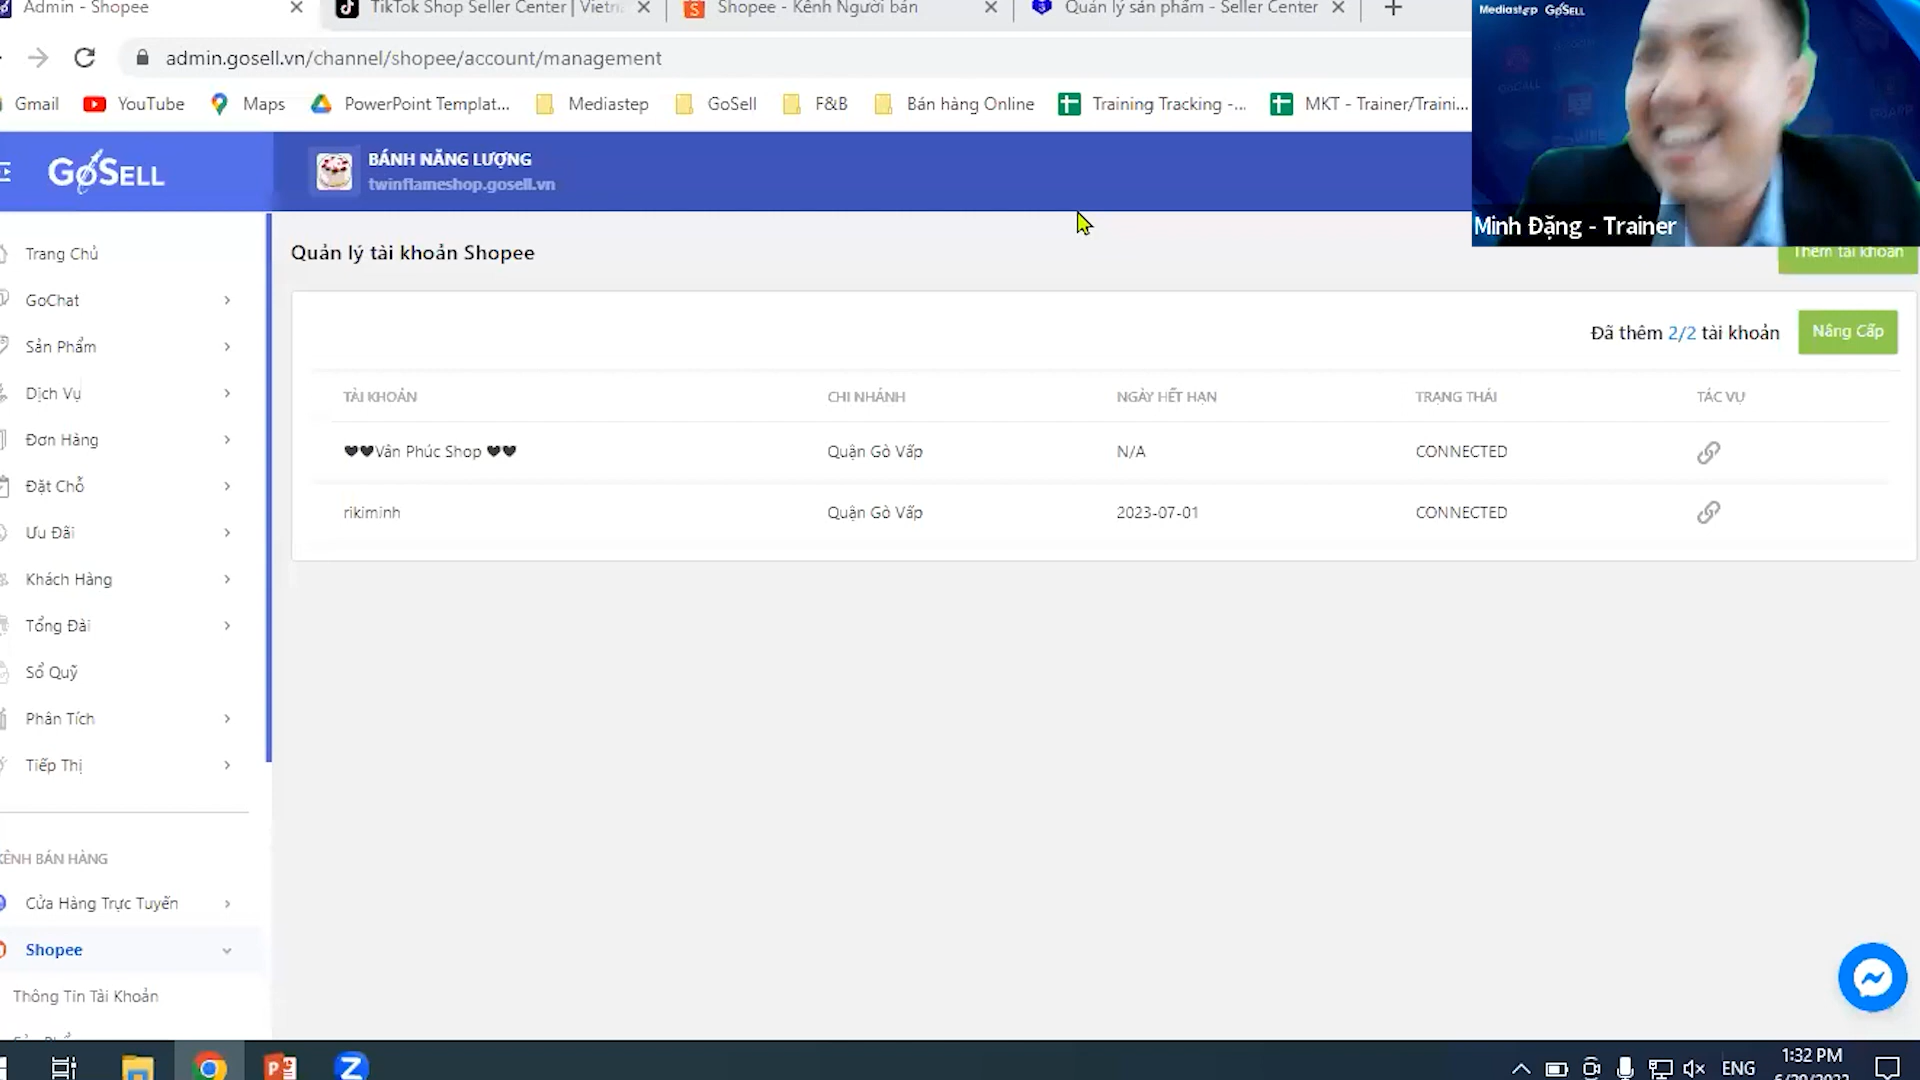 Admin - Shopee
TikTok Shop Seller Center | Vietn
Shopee - Kênh Người bán
Quản lý sản phẩm - Seller Center
admin.gosell.vn/channel/shopee/account/management
Gmail
YouTube
Maps
PowerPoint Templat...
Mediastep
GoSell
F&B
Bán hàng Online
Training Tracking -...
MKT - Trainer/Traini...
Mediastep GoSELL
Minh Đặng - Trainer
GoSELL
BÁNH NĂNG LƯỢNG
twinflameshop.gosell.vn
Trang Chủ
GoChat
Sản Phẩm
Dịch Vụ
Đơn Hàng
Đặt Chỗ
Ưu Đãi
Khách Hàng
Tổng Đài
Sổ Quỹ
Phân Tích
Tiếp Thị
KÊNH BÁN HÀNG
Cửa Hàng Trực Tuyến
Shopee
Thông Tin Tài Khoản
Quản lý tài khoản Shopee
Thêm tài khoản
Đã thêm 2/2 tài khoản
Nâng Cấp
TÀI KHOẢN CHI NHÁNH NGÀY HẾT HẠN TRẠNG THÁI TÁC VỤ
🖤🖤Vân Phúc Shop 🖤🖤 Quận Gò Vấp N/A CONNECTED
rikiminh Quận Gò Vấp 2023-07-01 CONNECTED
ENG
1:32 PM